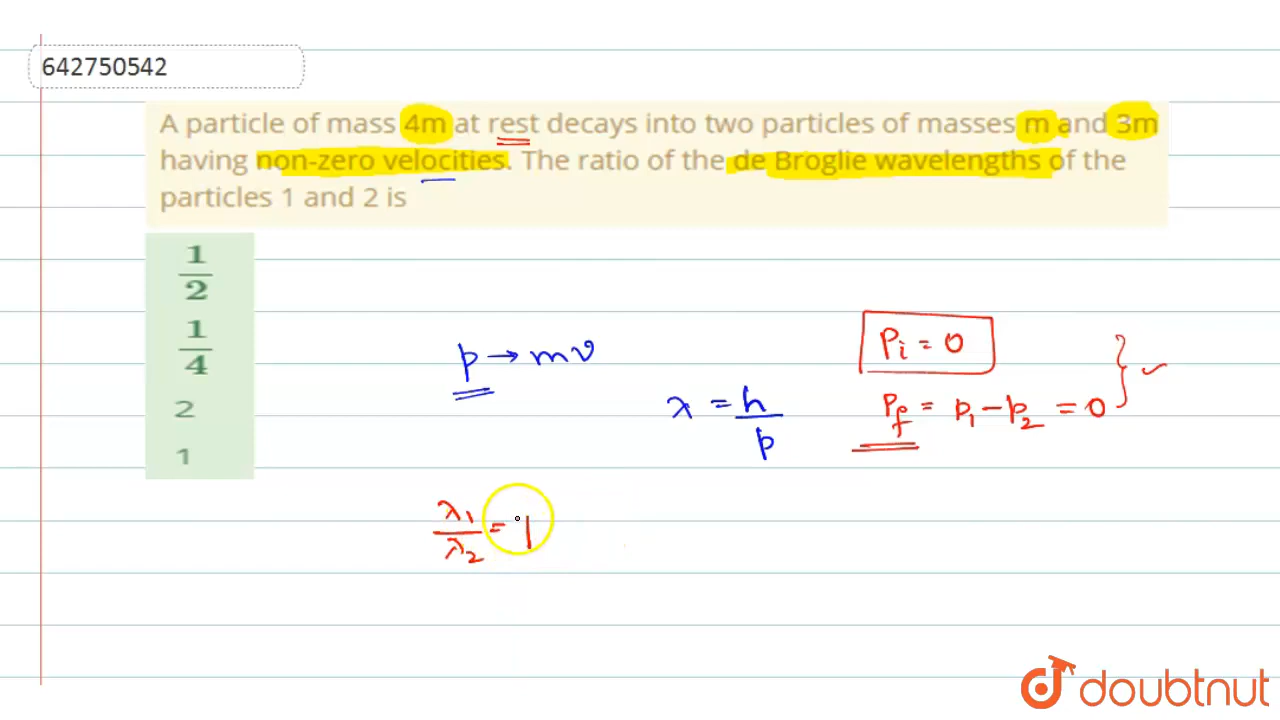 642750542
A particle of mass 4m at rest decays into two particles of masses m and 3m
having non-zero velocities. The ratio of the de Broglie wavelengths of the
particles 1 and 2 is
1/2
1/4
2
1
p → mv
λ = h/p
Pi = 0
Pf = p1 - p2 = 0
λ1/λ2 = 1
doubtnut